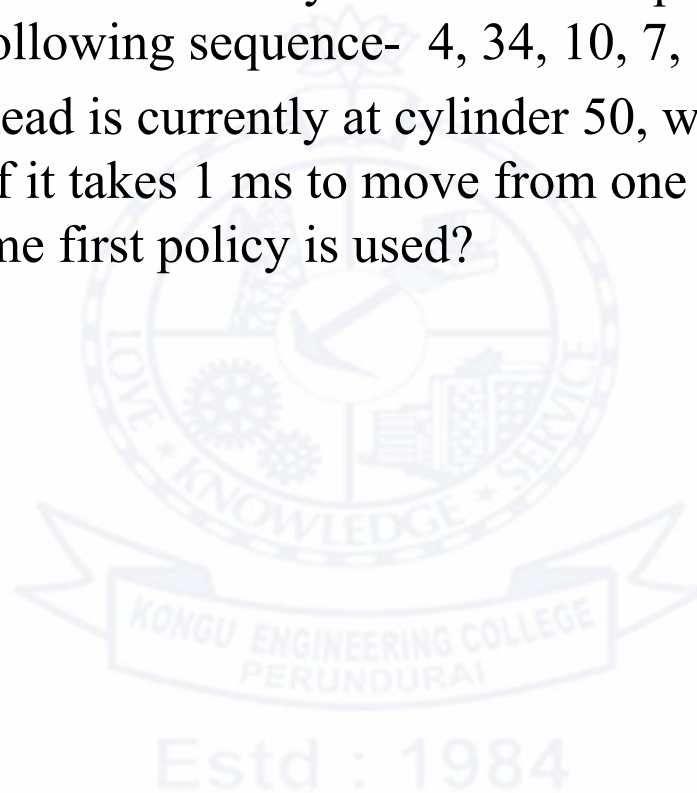 ollowing sequence- 4, 34, 10, 7,
ead is currently at cylinder 50, w
f it takes 1 ms to move from one
me first policy is used?
LOVE * KNOWLEDGE * SERVICE
KONGU ENGINEERING COLLEGE
PERUNDURAI
Estd : 1984